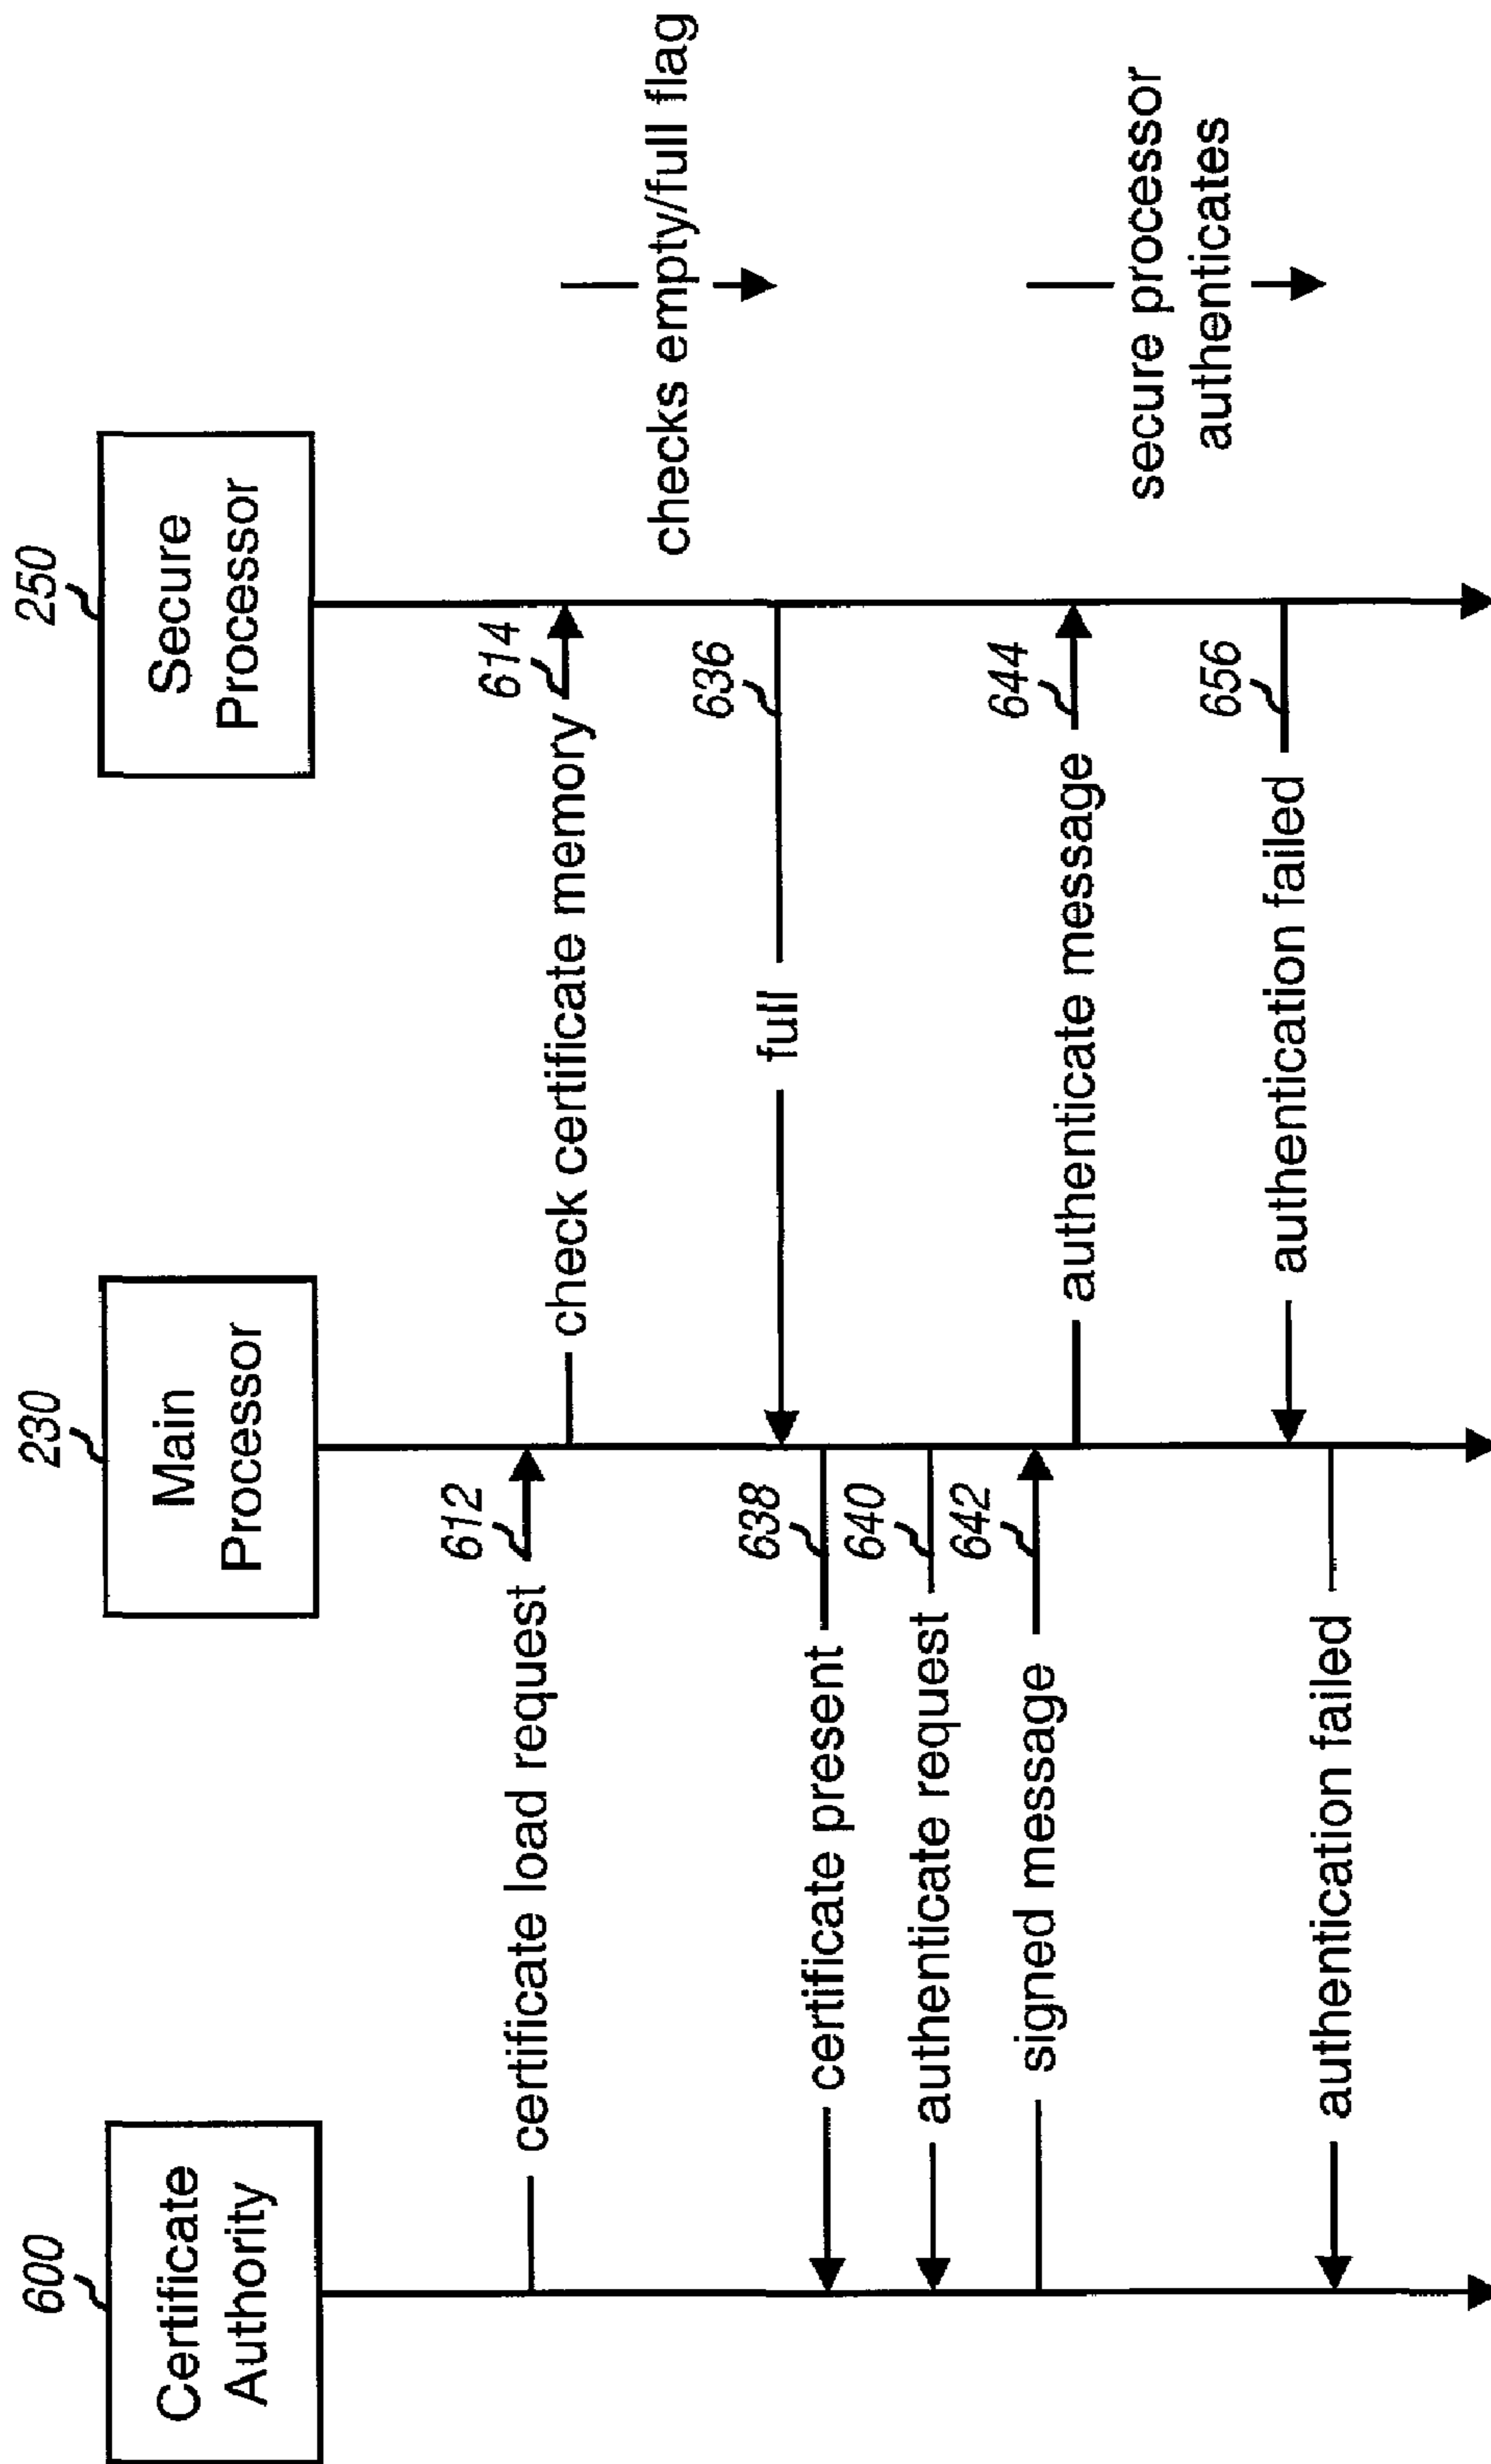 600
Certificate
Authority
230
Main
Processor
250
Secure
Processor
certificate load request
612
check certificate memory
614
checks empty/full flag
full
636
certificate present
638
authenticate request
640
signed message
642
authenticate message
644
secure processor
authenticates
authentication failed
656
authentication failed